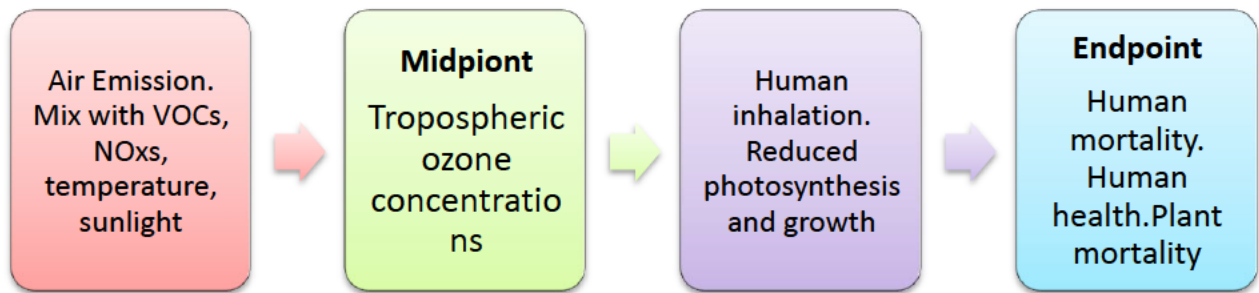 Air Emission.
Mix with VOCs,
NOxs,
temperature,
sunlight
Midpiont
Tropospheric
ozone
concentratio
ns
Human
inhalation.
Reduced
photosynthesis
and growth
Endpoint
Human
mortality.
Human
health.Plant
mortality